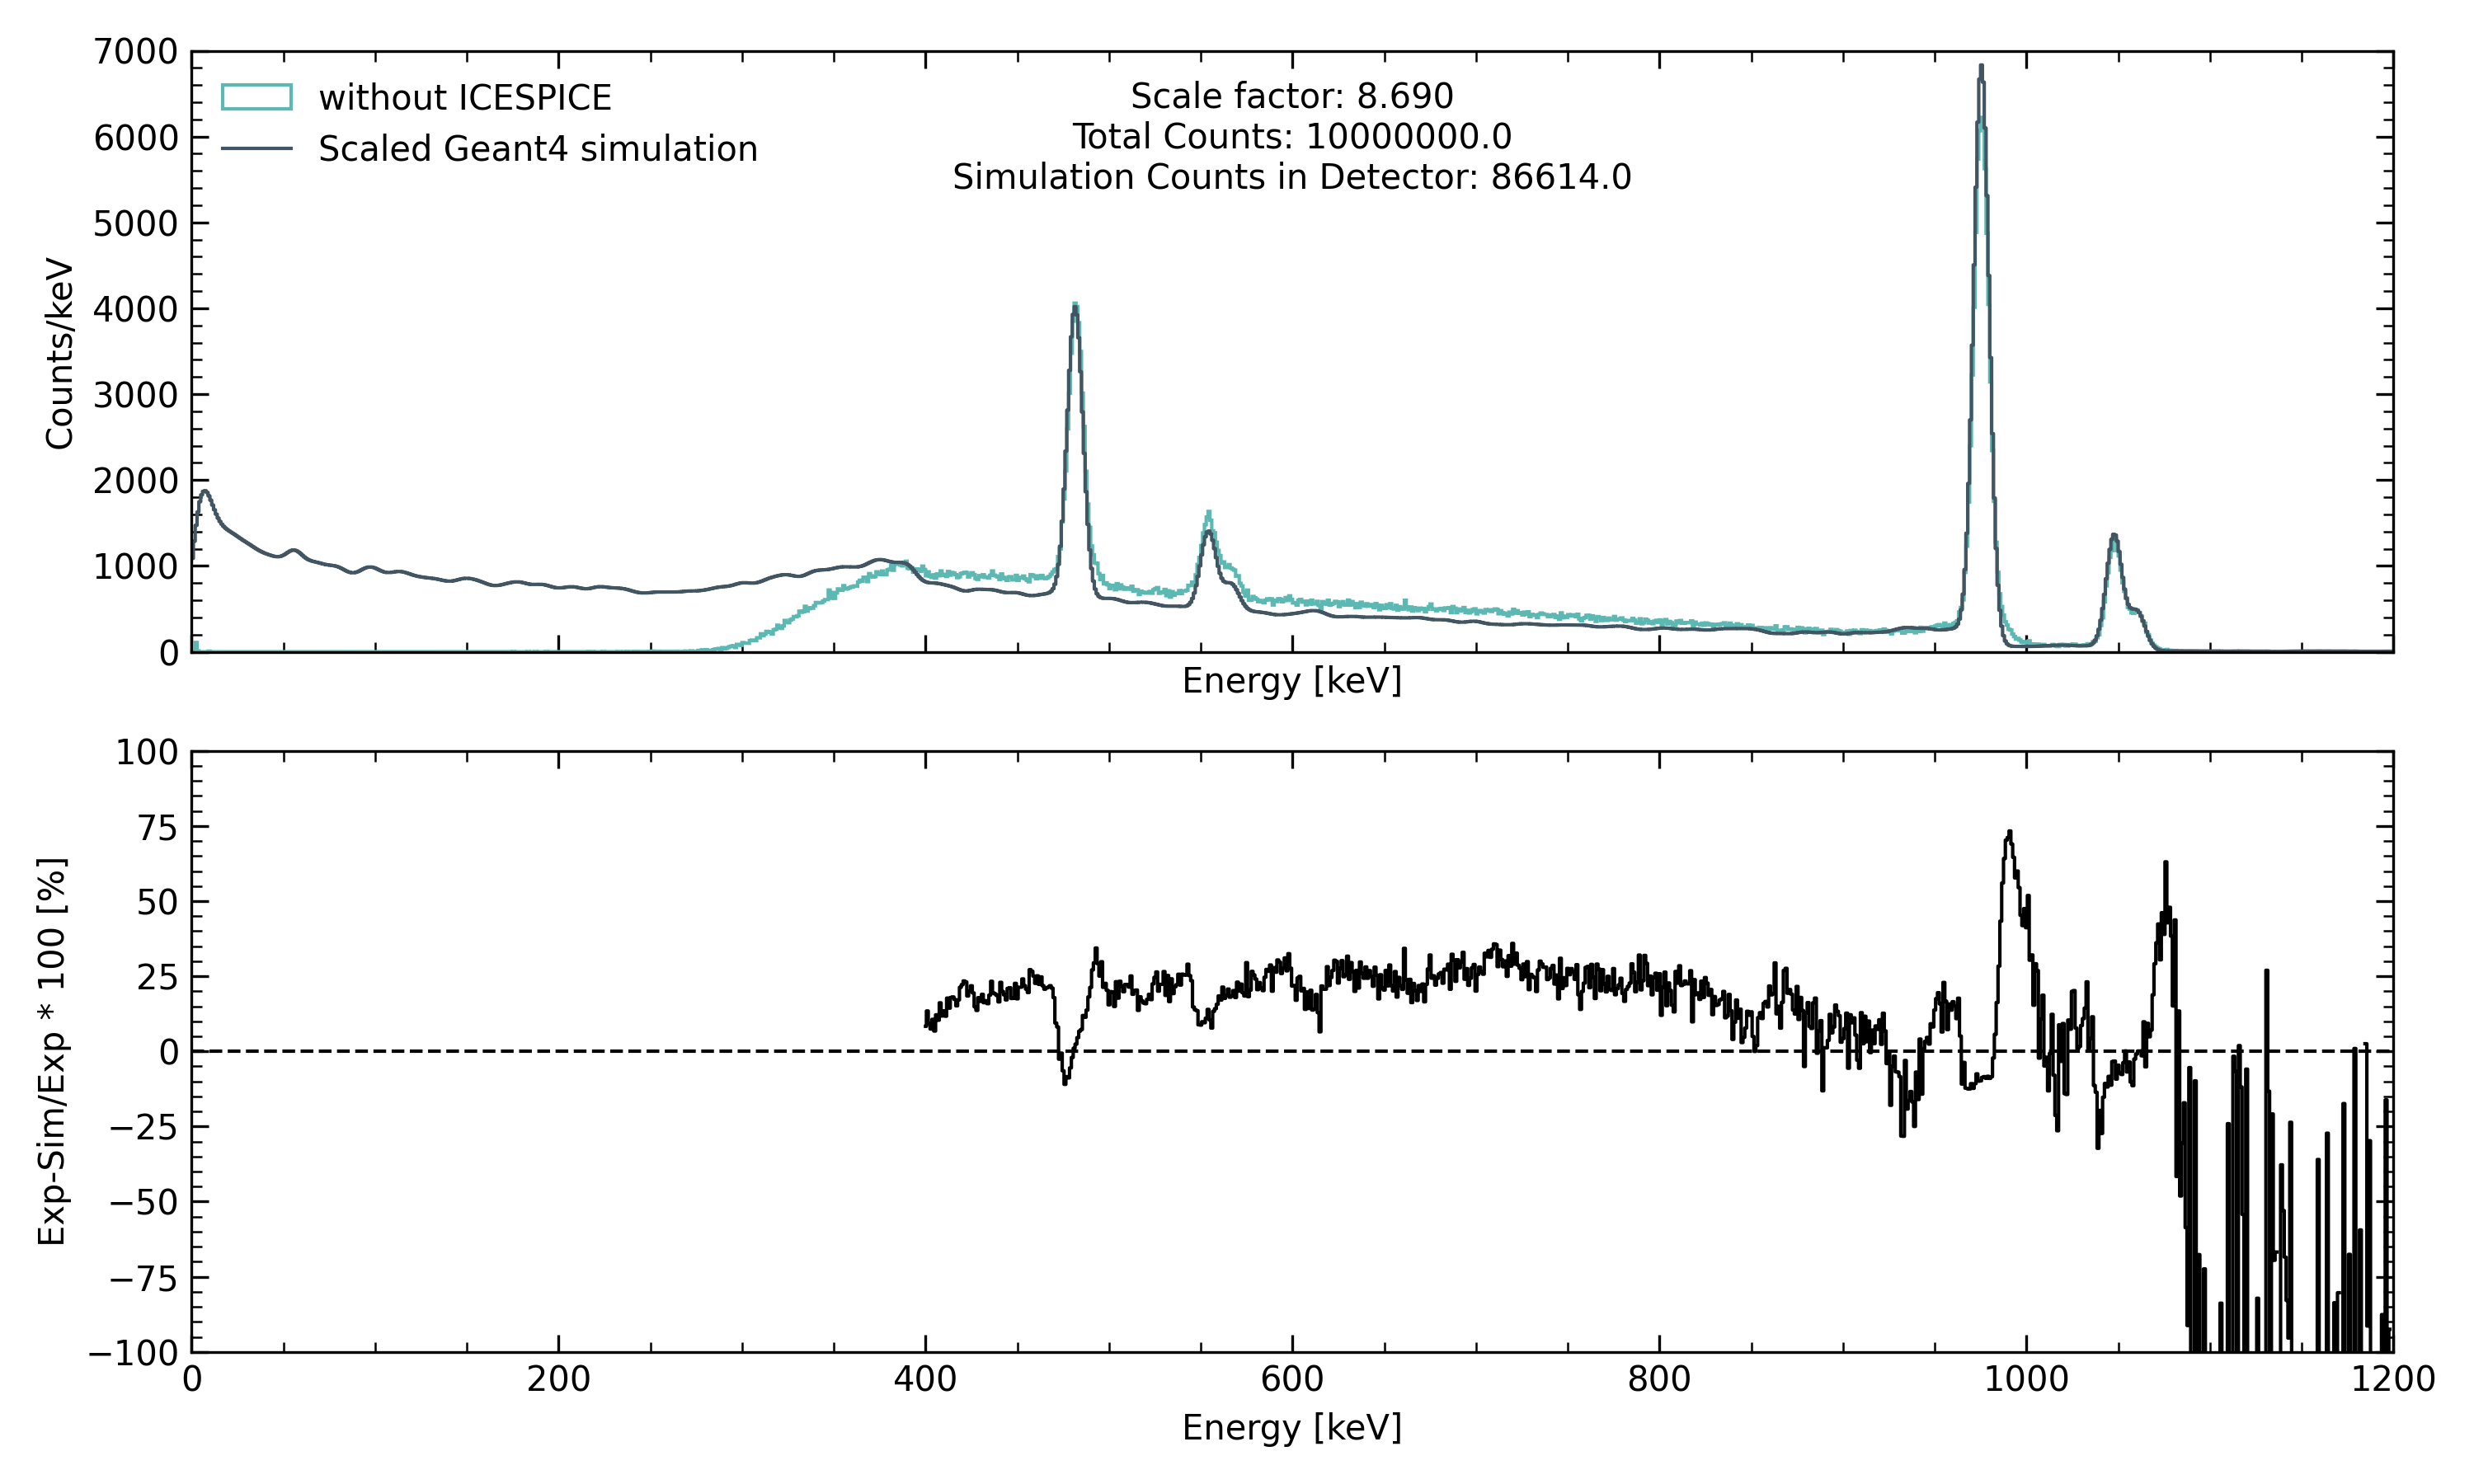 7000
6000
5000
4000
3000
2000
1000
0
Counts/keV
without ICESPICE
Scaled Geant4 simulation
Scale factor: 8.690
Total Counts: 10000000.0
Simulation Counts in Detector: 86614.0
Energy [keV]
100
75
50
25
0
−25
−50
−75
−100
Exp-Sim/Exp * 100 [%]
0 200 400 600 800 1000 1200
Energy [keV]